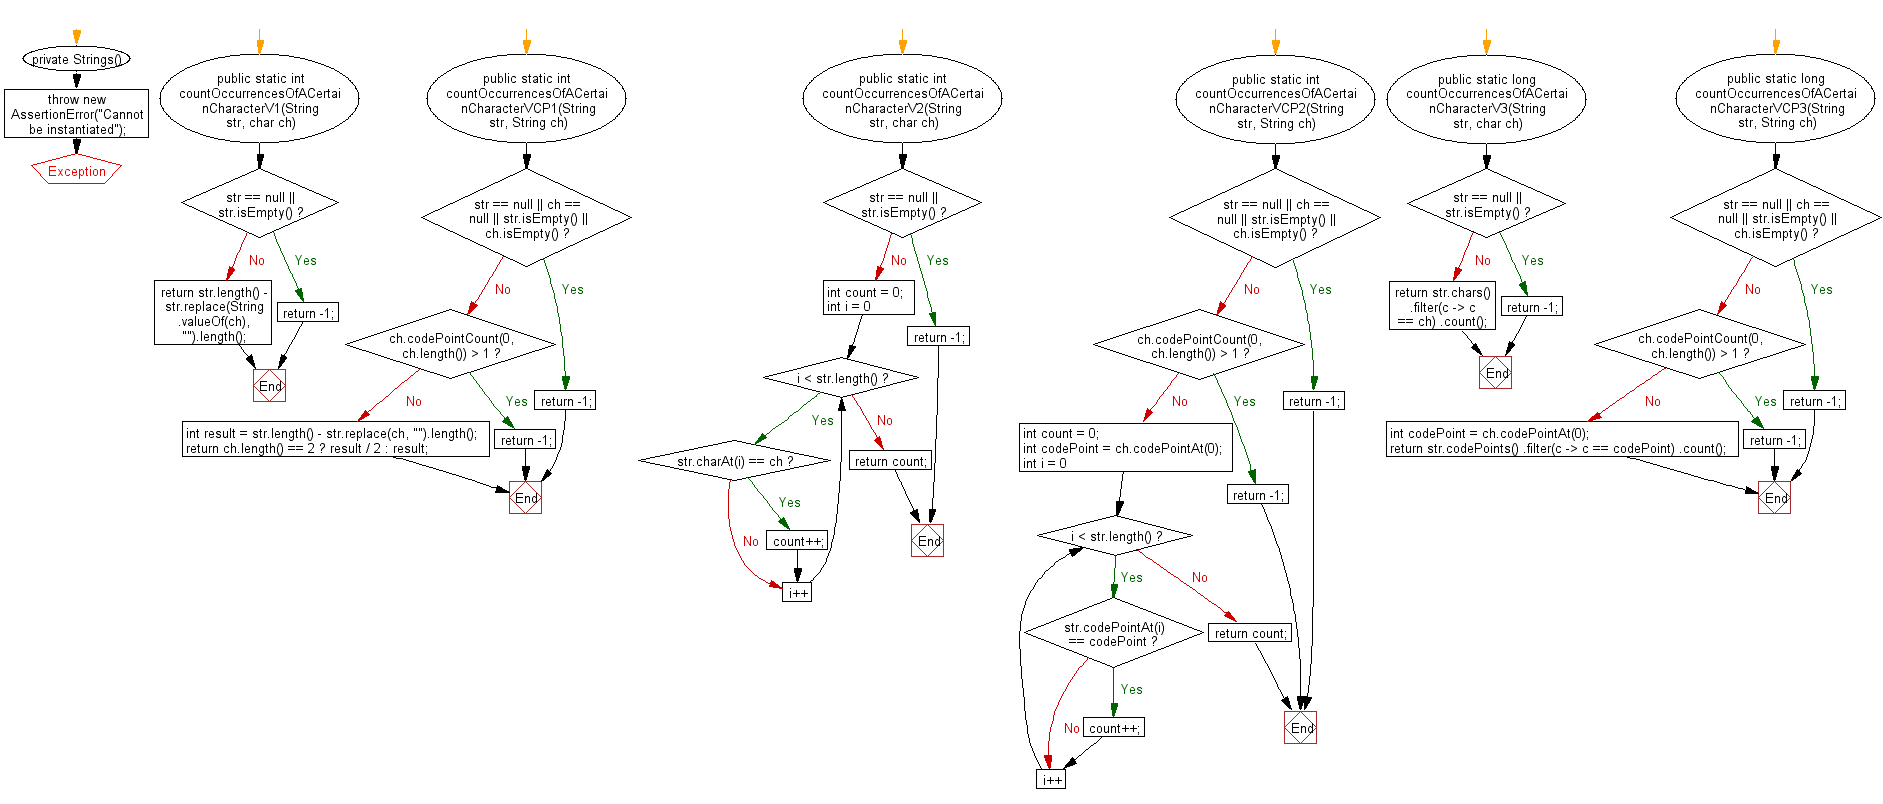 private Strings()
throw new
AssertionError("Cannot
be instantiated");
Exception
public static int
countOccurrencesOfACertai
nCharacterV1(String
str, char ch)
str == null ||
str.isEmpty() ?
No
Yes
return str.length() -
str.replace(String
.valueOf(ch),
"").length();
return -1;
End
public static int
countOccurrencesOfACertai
nCharacterVCP1(String
str, String ch)
str == null || ch ==
null || str.isEmpty() ||
ch.isEmpty() ?
No
Yes
ch.codePointCount(0,
ch.length()) > 1 ?
return -1;
No
Yes
int result = str.length() - str.replace(ch, "").length();
return ch.length() == 2 ? result / 2 : result;
return -1;
End
public static int
countOccurrencesOfACertai
nCharacterV2(String
str, char ch)
str == null ||
str.isEmpty() ?
No
Yes
int count = 0;
int i = 0
return -1;
i < str.length() ?
Yes
No
str.charAt(i) == ch ?
return count;
Yes
No
count++;
End
i++
public static int
countOccurrencesOfACertai
nCharacterVCP2(String
str, String ch)
str == null || ch ==
null || str.isEmpty() ||
ch.isEmpty() ?
No
Yes
ch.codePointCount(0,
ch.length()) > 1 ?
return -1;
No
Yes
int count = 0;
int codePoint = ch.codePointAt(0);
int i = 0
return -1;
i < str.length() ?
Yes
No
str.codePointAt(i)
== codePoint ?
return count;
Yes
No
count++;
End
i++
public static long
countOccurrencesOfACertai
nCharacterV3(String
str, char ch)
str == null ||
str.isEmpty() ?
No
Yes
return str.chars()
.filter(c -> c
== ch) .count();
return -1;
End
public static long
countOccurrencesOfACertai
nCharacterVCP3(String
str, String ch)
str == null || ch ==
null || str.isEmpty() ||
ch.isEmpty() ?
No
Yes
ch.codePointCount(0,
ch.length()) > 1 ?
return -1;
No
Yes
int codePoint = ch.codePointAt(0);
return str.codePoints() .filter(c -> c == codePoint) .count();
return -1;
End